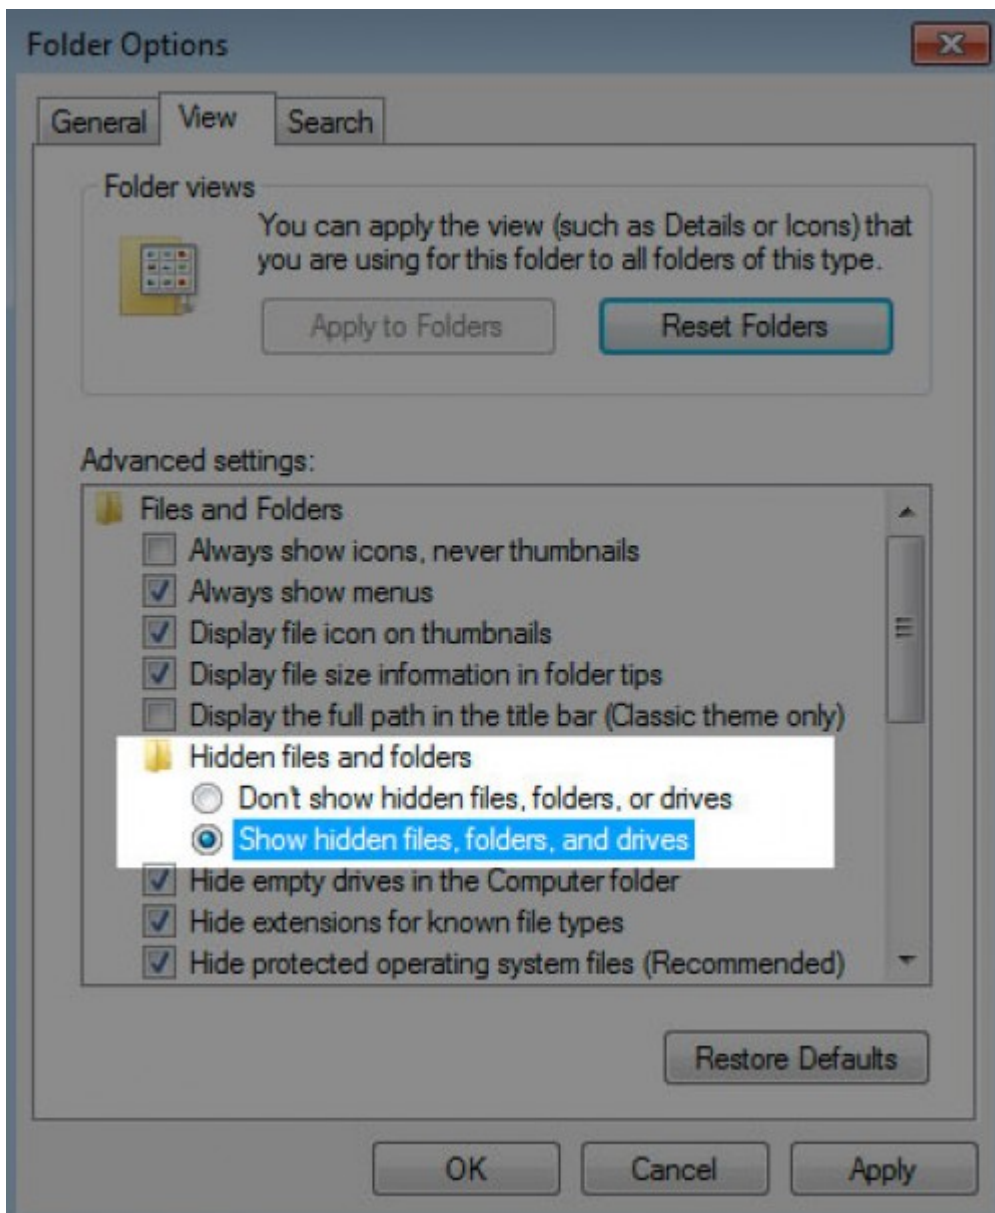 Folder Options
General View Search
Folder views
You can apply the view (such as Details or Icons) that
you are using for this folder to all folders of this type.
Apply to Folders Reset Folders
Advanced settings:
Files and Folders
Always show icons, never thumbnails
Always show menus
Display file icon on thumbnails
Display file size information in folder tips
Display the full path in the title bar (Classic theme only)
Hidden files and folders
Don't show hidden files, folders, or drives
Show hidden files, folders, and drives
Hide empty drives in the Computer folder
Hide extensions for known file types
Hide protected operating system files (Recommended)
Restore Defaults
OK Cancel Apply